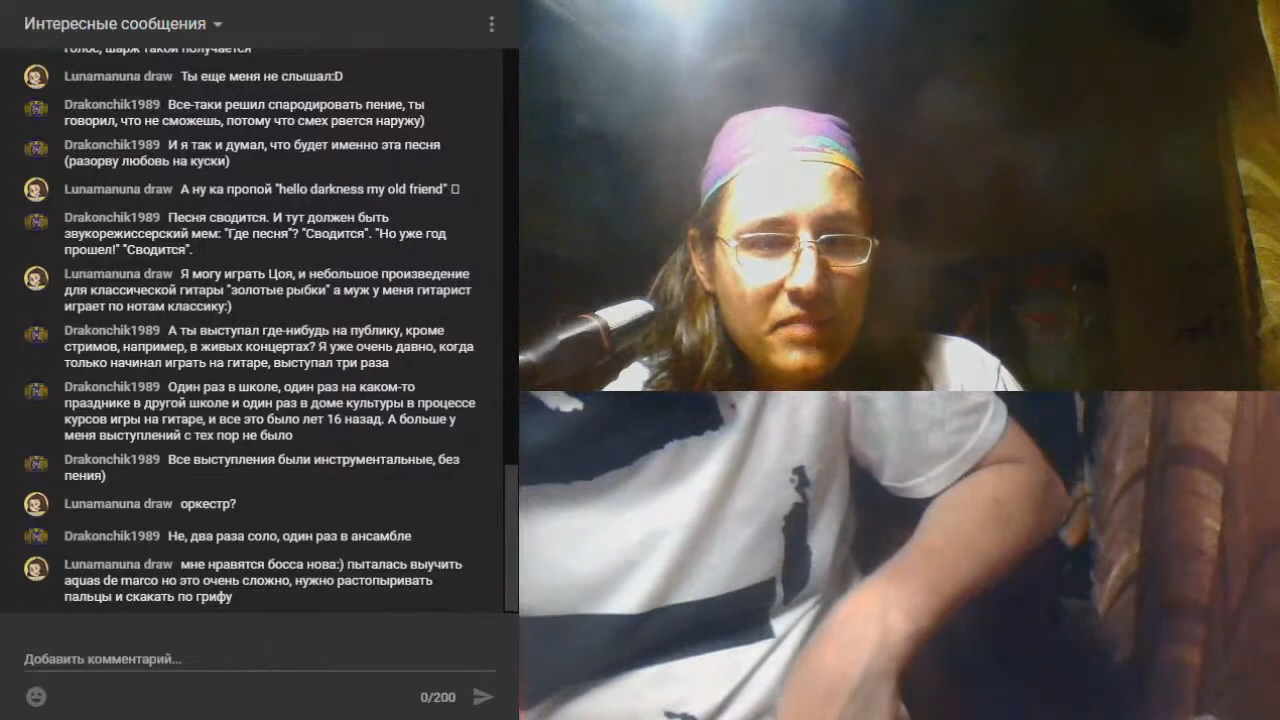 Интересные сообщения
голос, шарж такой получается
Lunamanuna draw Ты еще меня не слышал:D
Drakonchik1989 Все-таки решил спародировать пение, ты
говорил, что не сможешь, потому что смех рвется наружу)
Drakonchik1989 И я так и думал, что будет именно эта песня
(разорву любовь на куски)
Lunamanuna draw А ну ка пропой "hello darkness my old friend"
Drakonchik1989 Песня сводится. И тут должен быть
звукорежиссерский мем: "Где песня"? "Сводится". "Но уже год
прошел!" "Сводится".
Lunamanuna draw Я могу играть Цоя, и небольшое произведение
для классической гитары "золотые рыбки" а муж у меня гитарист
играет по нотам классику:)
Drakonchik1989 А ты выступал где-нибудь на публику, кроме
стримов, например, в живых концертах? Я уже очень давно, когда
только начинал играть на гитаре, выступал три раза
Drakonchik1989 Один раз в школе, один раз на каком-то
празднике в другой школе и один раз в доме культуры в процессе
курсов игры на гитаре, и все это было лет 16 назад. А больше у
меня выступлений с тех пор не было
Drakonchik1989 Все выступления были инструментальные, без
пения)
Lunamanuna draw оркестр?
Drakonchik1989 Не, два раза соло, один раз в ансамбле
Lunamanuna draw мне нравятся босса нова:) пыталась выучить
aquas de marco но это очень сложно, нужно растопыривать
пальцы и скакать по грифу
Добавить комментарий...
0/200